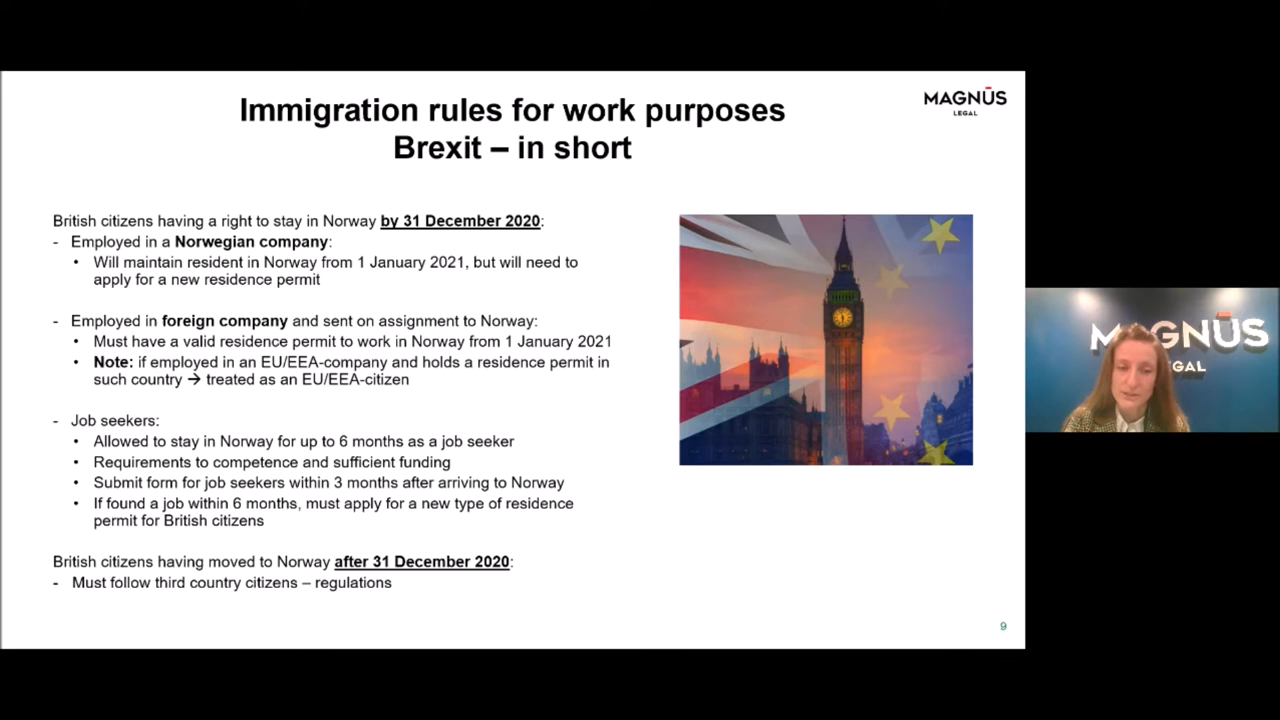 Immigration rules for work purposes
Brexit – in short
MAGNŪS
LEGAL
British citizens having a right to stay in Norway by 31 December 2020:
- Employed in a Norwegian company:
• Will maintain resident in Norway from 1 January 2021, but will need to
apply for a new residence permit
- Employed in foreign company and sent on assignment to Norway:
• Must have a valid residence permit to work in Norway from 1 January 2021
• Note: if employed in an EU/EEA-company and holds a residence permit in
such country → treated as an EU/EEA-citizen
- Job seekers:
• Allowed to stay in Norway for up to 6 months as a job seeker
• Requirements to competence and sufficient funding
• Submit form for job seekers within 3 months after arriving to Norway
• If found a job within 6 months, must apply for a new type of residence
permit for British citizens
British citizens having moved to Norway after 31 December 2020:
- Must follow third country citizens – regulations
9
MAGNŪS
LEGAL